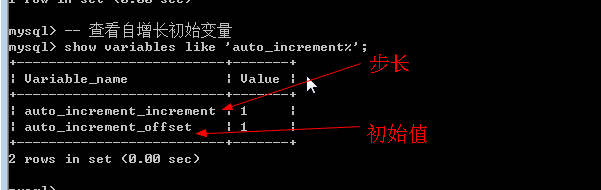 1 row in set (0.00 sec)
mysql> -- 查看自增长初始变量
mysql> show variables like 'auto_increment%';
+--------------------------+-------+
| Variable_name            | Value |
+--------------------------+-------+
| auto_increment_increment | 1     |
| auto_increment_offset    | 1     |
+--------------------------+-------+
2 rows in set (0.00 sec)
mysql>
步长
初始值